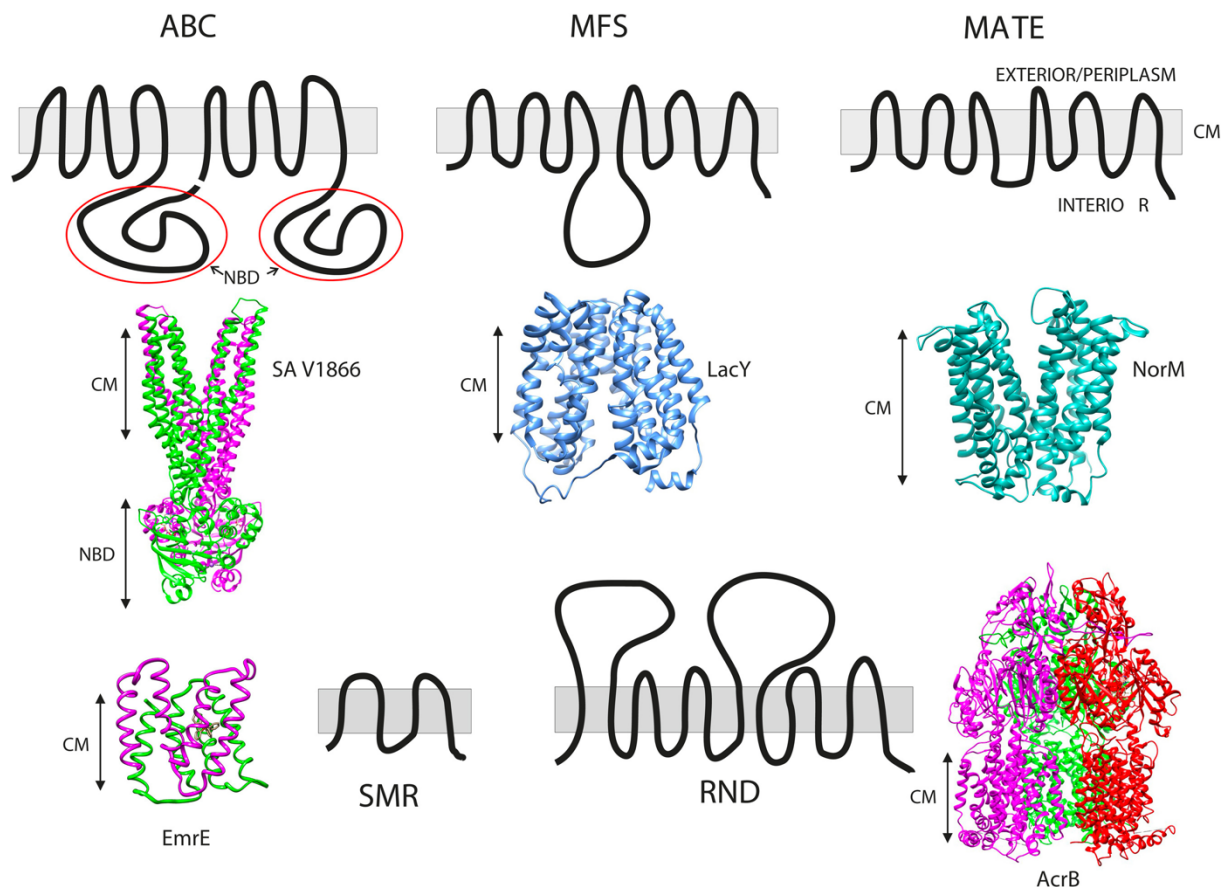 ABC
MFS
MATE
EXTERIOR/PERIPLASM
CM
INTERIO R
NBD
SA V1866
CM
NBD
CM
LacY
CM
NorM
CM
EmrE
SMR
RND
CM
AcrB